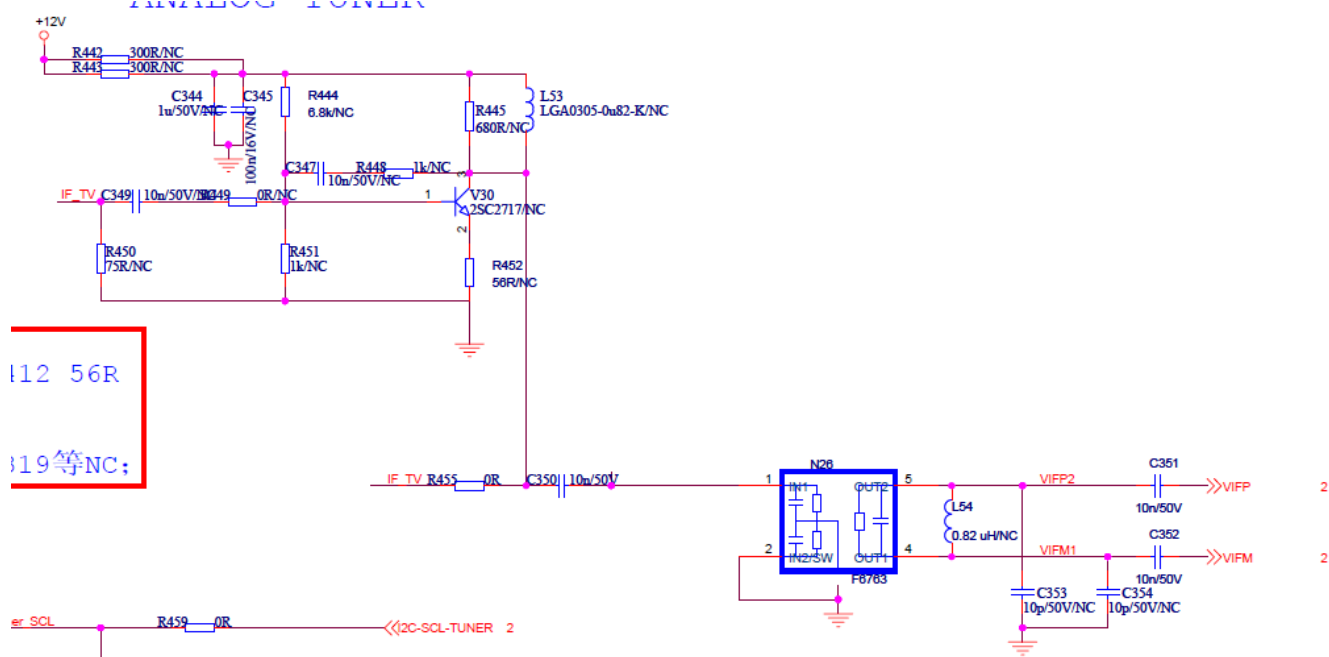 ANALOG TUNER
+12V
R442 300R/NC
R443 300R/NC
C344
1u/50V/NC
C345
100n/16V/NC
R444
6.8k/NC
R445
680R/NC
L53
LGA0305-0u82-K/NC
C347
10n/50V/NC
R448 1k/NC
3
IF_TV C349 10n/50V/NC R449 0R/NC
1
V30
2SC2717/NC
2
R450
75R/NC
R451
1k/NC
R452
56R/NC
412 56R
319等NC;
IF_TV R455 0R C350 10n/50V
N26
1 IN1 OUT2 5
2 IN2/SW OUT1 4
F6763
L54
0.82 uH/NC
VIFP2
C351
10n/50V
VIFP 2
VIFM1
C352
10n/50V
VIFM 2
C353
10p/50V/NC
C354
10p/50V/NC
er_SCL R459 0R I2C-SCL-TUNER 2